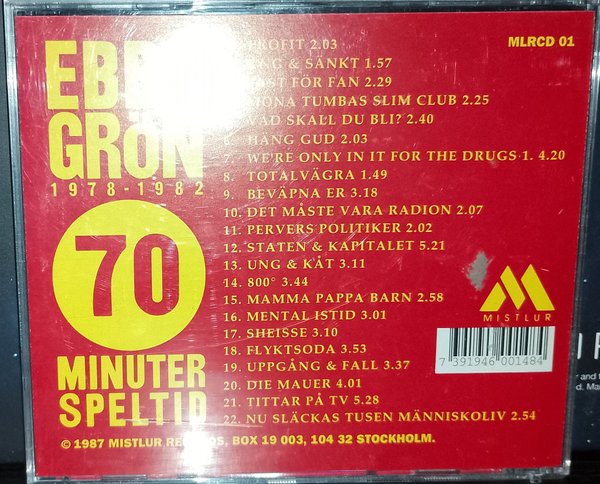 EBB
GRÖN
1978-1982
70
MINUTER
SPELTID
PROFIT 2.03
UNG & SÄNKT 1.57
FÖR FAN 2.29
MONA TUMBAS SLIM CLUB 2.25
VAD SKALL DU BLI? 2.40
6. HÄNG GUD 2.03
7. WE'RE ONLY IN IT FOR THE DRUGS 1. 4.20
8. TOTALVÄGRA 1.49
9. BEVÄPNA ER 3.18
10. DET MÅSTE VARA RADION 2.07
11. PERVERS POLITIKER 2.02
12. STATEN & KAPITALET 5.21
13. UNG & KÅT 3.11
14. 800° 3.44
15. MAMMA PAPPA BARN 2.58
16. MENTAL ISTID 3.01
17. SHEISSE 3.10
18. FLYKTSODA 3.53
19. UPPGÅNG & FALL 3.37
20. DIE MAUER 4.01
21. TITTAR PÅ TV 5.28
22. NU SLÄCKAS TUSEN MÄNNISKOLIV 2.54
MLRCD 01
MISTLUR
7 391946 001484
© 1987 MISTLUR RECORDS, BOX 19 003, 104 32 STOCKHOLM.